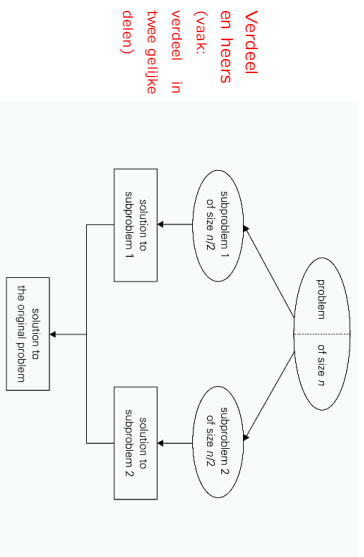 Verdeel
en heers
(vaak:
verdeel in
twee gelijke
delen)
problem of size n
subproblem 1
of size n/2
subproblem 2
of size n/2
solution to
subproblem 1
solution to
subproblem 2
solution to
the original problem